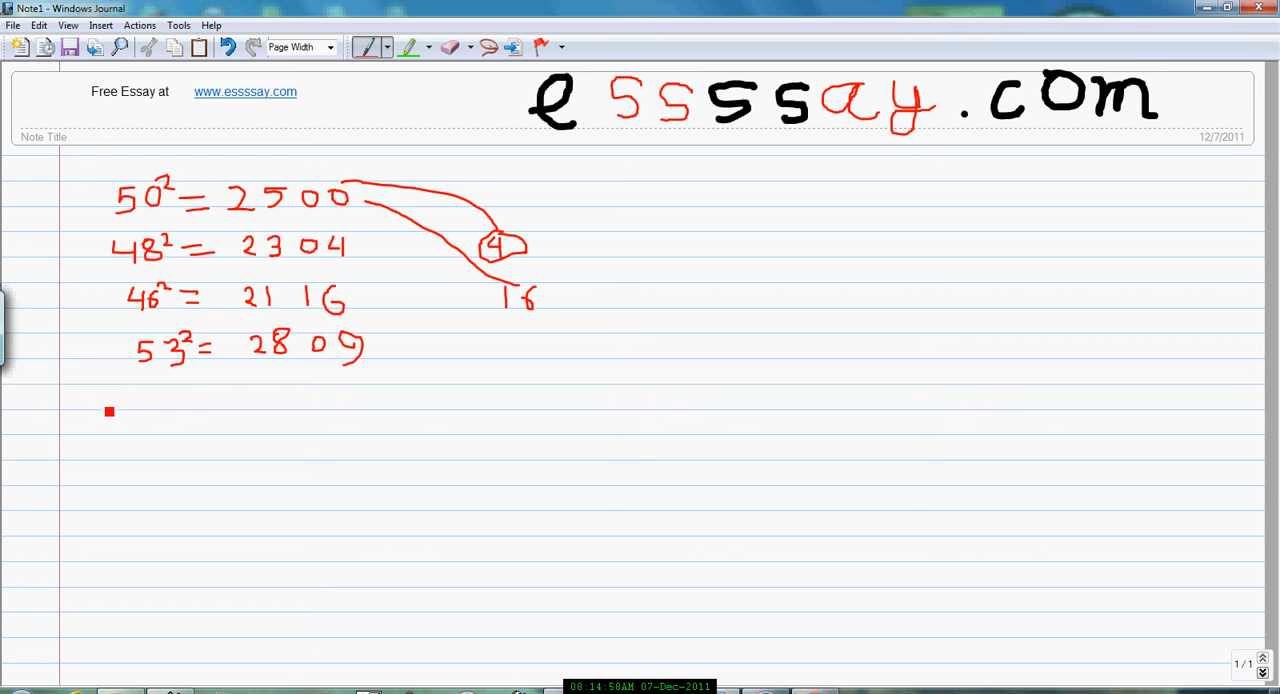 Note1 - Windows Journal
File Edit View Insert Actions Tools Help
Page Width
Free Essay at www.essssay.com
e ssssay.com
Note Title
12/7/2011
50² = 2500
48² = 2304
4
46² = 2116
16
53² = 2809
1/1
08:14:58AM 07-Dec-2011